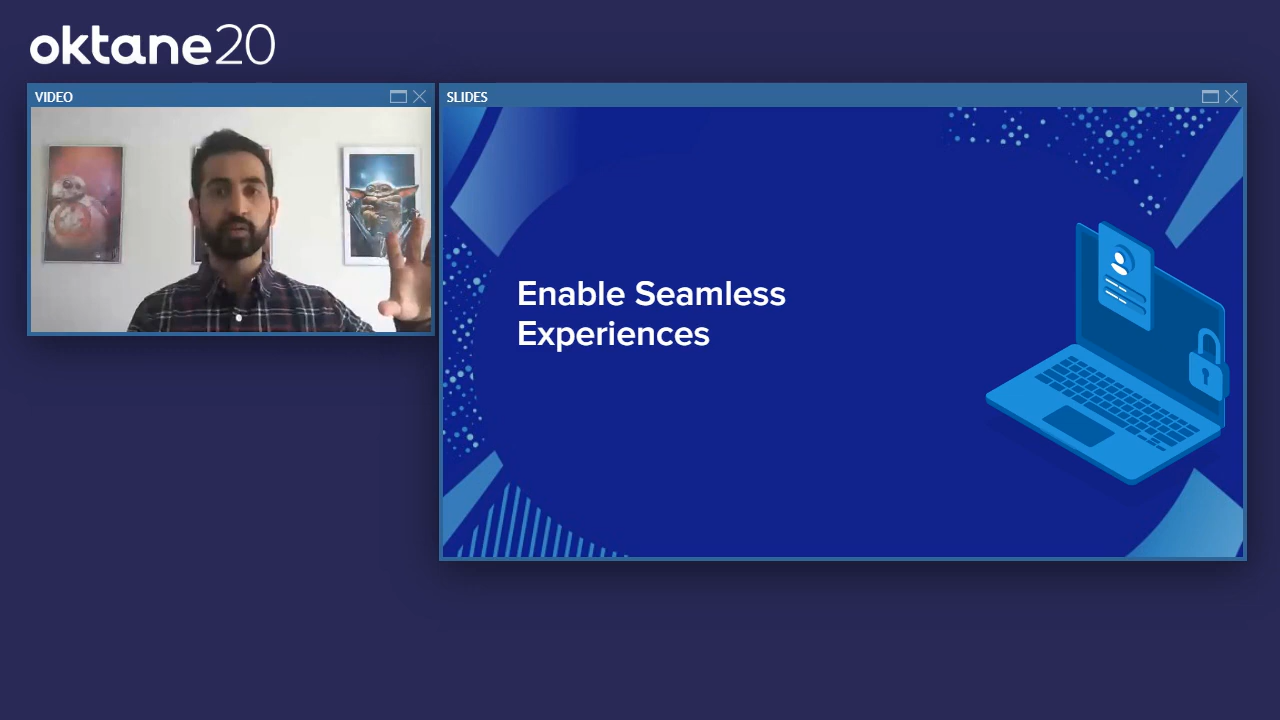 oktane20
VIDEO
SLIDES
Enable Seamless
Experiences